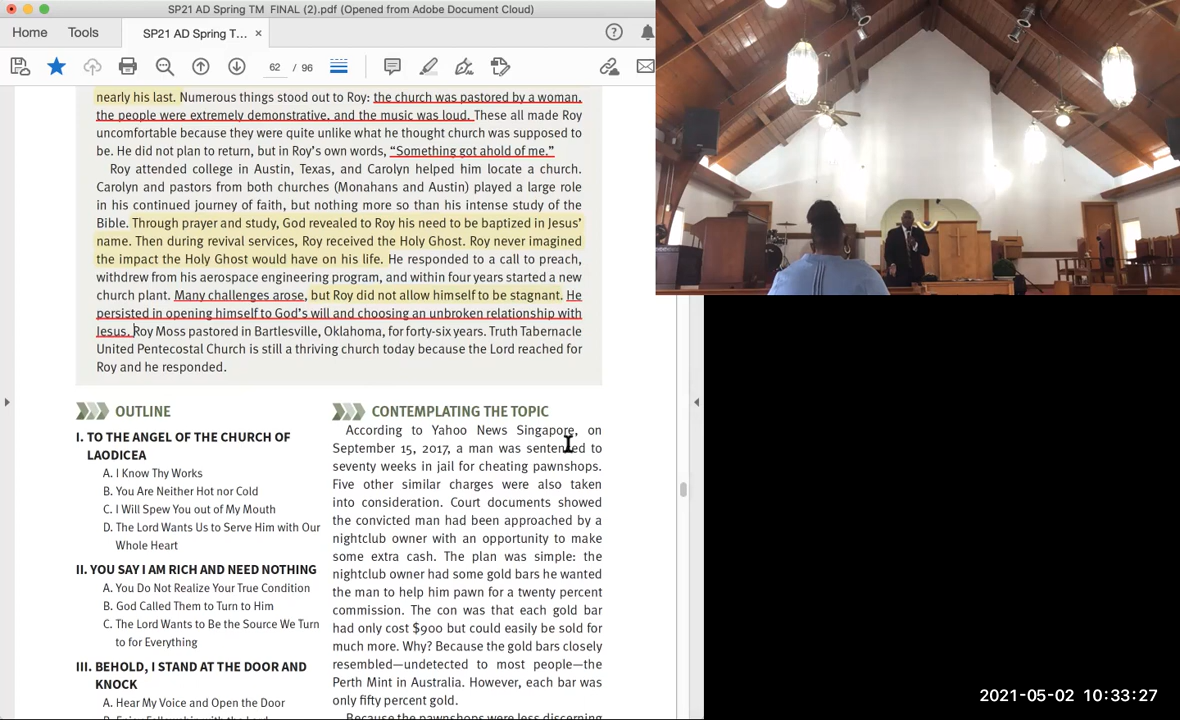 SP21 AD Spring TM FINAL (2).pdf (Opened from Adobe Document Cloud)
Home Tools SP21 AD Spring T... ×
62 / 96
nearly his last. Numerous things stood out to Roy: the church was pastored by a woman,
the people were extremely demonstrative, and the music was loud. These all made Roy
uncomfortable because they were quite unlike what he thought church was supposed to
be. He did not plan to return, but in Roy's own words, “Something got ahold of me.”
Roy attended college in Austin, Texas, and Carolyn helped him locate a church.
Carolyn and pastors from both churches (Monahans and Austin) played a large role
in his continued journey of faith, but nothing more so than his intense study of the
Bible. Through prayer and study, God revealed to Roy his need to be baptized in Jesus'
name. Then during revival services, Roy received the Holy Ghost. Roy never imagined
the impact the Holy Ghost would have on his life. He responded to a call to preach,
withdrew from his aerospace engineering program, and within four years started a new
church plant. Many challenges arose, but Roy did not allow himself to be stagnant. He
persisted in opening himself to God's will and choosing an unbroken relationship with
Jesus. Roy Moss pastored in Bartlesville, Oklahoma, for forty-six years. Truth Tabernacle
United Pentecostal Church is still a thriving church today because the Lord reached for
Roy and he responded.
OUTLINE
I. TO THE ANGEL OF THE CHURCH OF
LAODICEA
A. I Know Thy Works
B. You Are Neither Hot nor Cold
C. I Will Spew You out of My Mouth
D. The Lord Wants Us to Serve Him with Our
Whole Heart
II. YOU SAY I AM RICH AND NEED NOTHING
A. You Do Not Realize Your True Condition
B. God Called Them to Turn to Him
C. The Lord Wants to Be the Source We Turn
to for Everything
III. BEHOLD, I STAND AT THE DOOR AND
KNOCK
A. Hear My Voice and Open the Door
B. Enjoy Fellowship with the Lord
CONTEMPLATING THE TOPIC
According to Yahoo News Singapore, on
September 15, 2017, a man was sentenced to
seventy weeks in jail for cheating pawnshops.
Five other similar charges were also taken
into consideration. Court documents showed
the convicted man had been approached by a
nightclub owner with an opportunity to make
some extra cash. The plan was simple: the
nightclub owner had some gold bars he wanted
the man to help him pawn for a twenty percent
commission. The con was that each gold bar
had only cost $900 but could easily be sold for
much more. Why? Because the gold bars closely
resembled—undetected to most people—the
Perth Mint in Australia. However, each bar was
only fifty percent gold.
Because the pawnshops were less discerning
2021-05-02 10:33:27